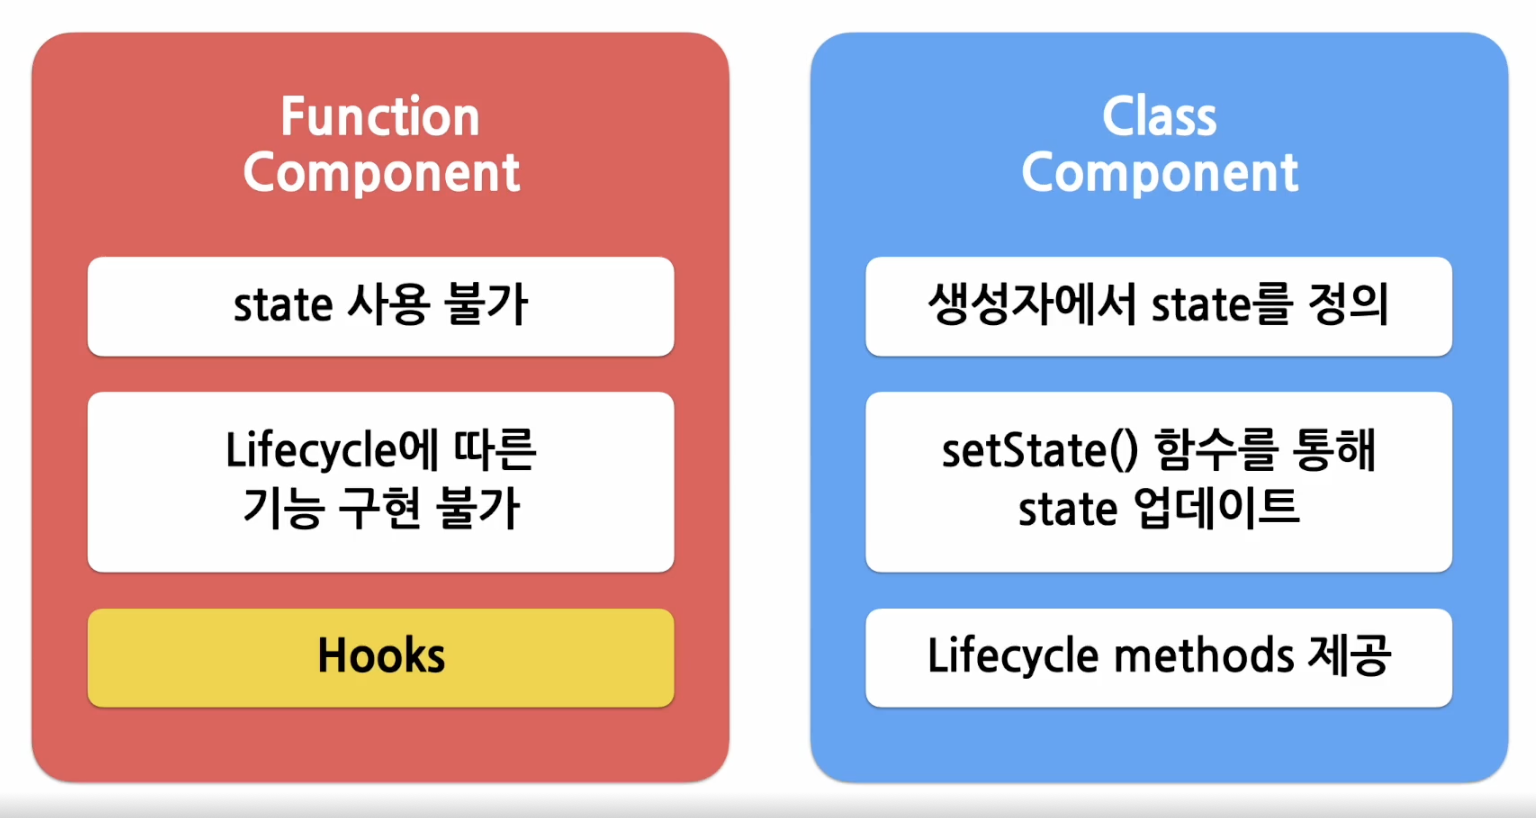 Function
Component
state 사용 불가
Lifecycle에 따른
기능 구현 불가
Hooks
Class
Component
생성자에서 state를 정의
setState() 함수를 통해
state 업데이트
Lifecycle methods 제공